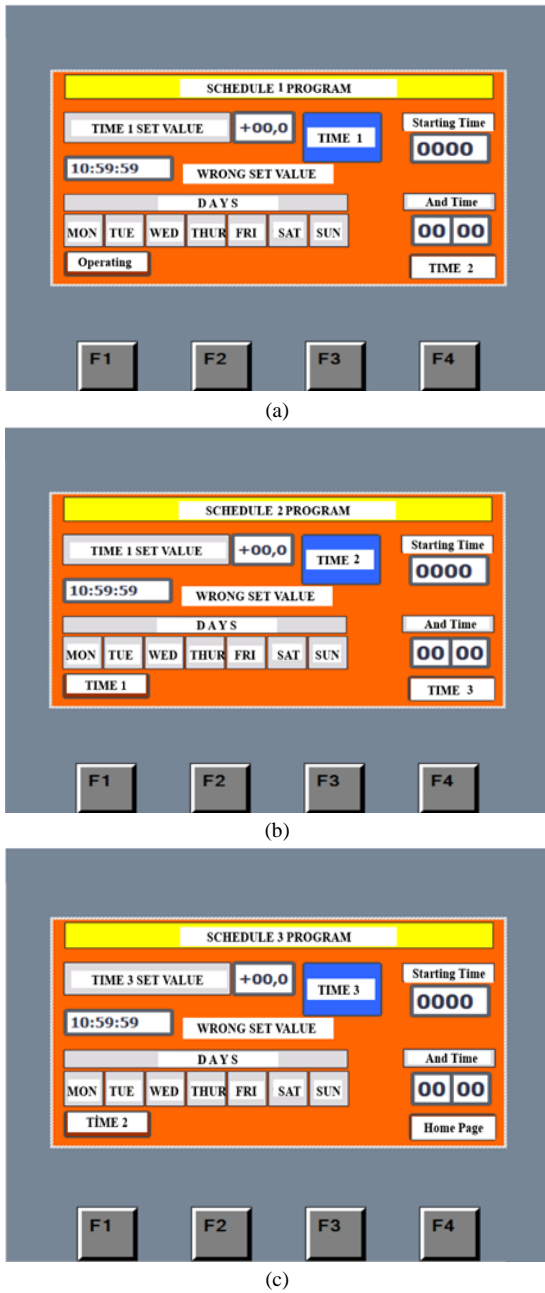 SCHEDULE 1 PROGRAM
TIME 1 SET VALUE +00,0 TIME 1 Starting Time
0000
10:59:59 WRONG SET VALUE
DAYS And Time
MON TUE WED THUR FRI SAT SUN 00 00
Operating TIME 2
F1 F2 F3 F4
(a)
SCHEDULE 2 PROGRAM
TIME 1 SET VALUE +00,0 TIME 2 Starting Time
0000
10:59:59 WRONG SET VALUE
DAYS And Time
MON TUE WED THUR FRI SAT SUN 00 00
TIME 1 TIME 3
F1 F2 F3 F4
(b)
SCHEDULE 3 PROGRAM
TIME 3 SET VALUE +00,0 TIME 3 Starting Time
0000
10:59:59 WRONG SET VALUE
DAYS And Time
MON TUE WED THUR FRI SAT SUN 00 00
TİME 2 Home Page
F1 F2 F3 F4
(c)